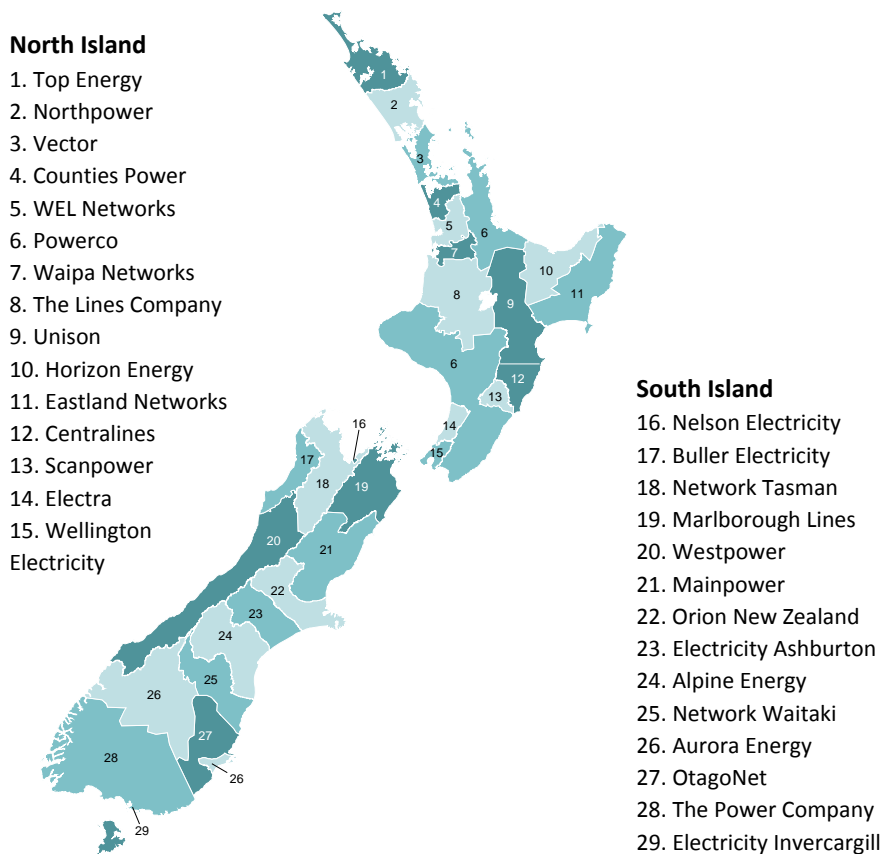 North Island
1. Top Energy
2. Northpower
3. Vector
4. Counties Power
5. WEL Networks
6. Powerco
7. Waipa Networks
8. The Lines Company
9. Unison
10. Horizon Energy
11. Eastland Networks
12. Centralines
13. Scanpower
14. Electra
15. Wellington
Electricity
1
2
3
4
5
6
7
8
9
10
11
6
12
13
14
15
16
17
18
19
20
21
22
23
24
25
26
27
28
26
29
South Island
16. Nelson Electricity
17. Buller Electricity
18. Network Tasman
19. Marlborough Lines
20. Westpower
21. Mainpower
22. Orion New Zealand
23. Electricity Ashburton
24. Alpine Energy
25. Network Waitaki
26. Aurora Energy
27. OtagoNet
28. The Power Company
29. Electricity Invercargill